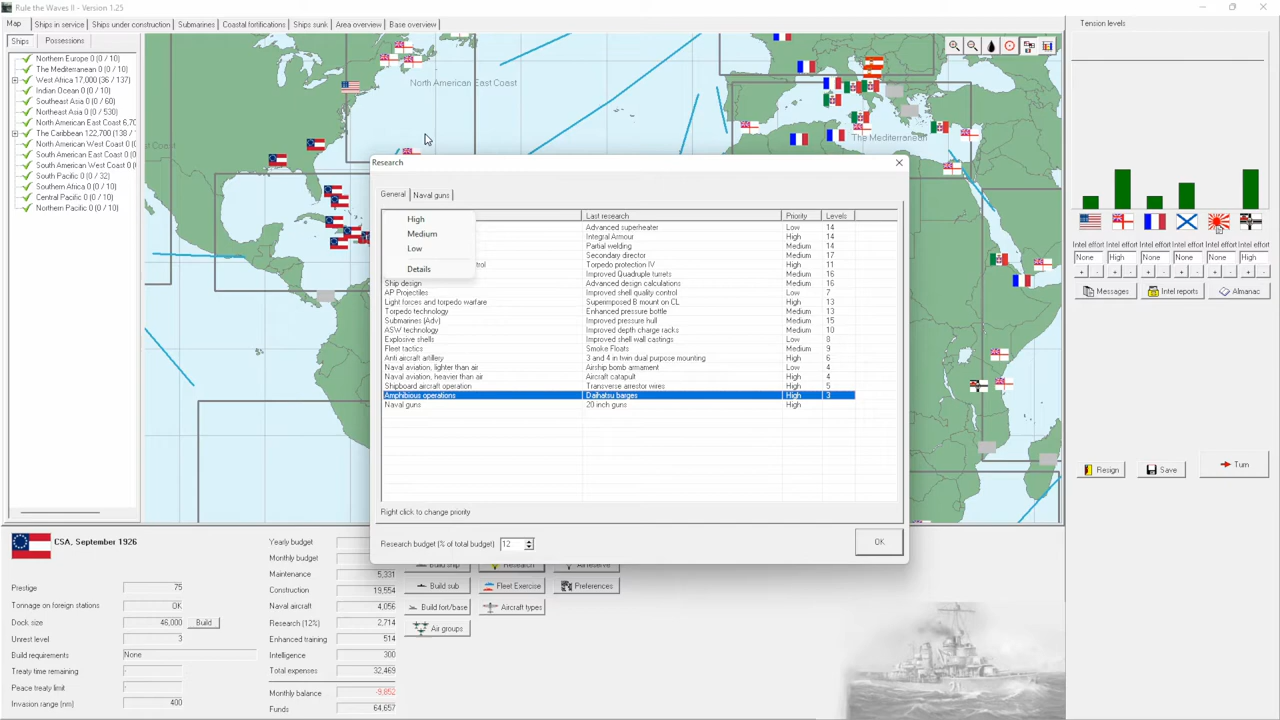 Rule the Waves II - Version 1.25
Map
Ships in service
Ships under construction
Submarines
Coastal fortifications
Ships sunk
Area overview
Base overview
Ships
Possessions
Northern Europe 0 (0 / 10)
The Mediterranean 0 (0 / 10)
West Africa 17,000 (36 / 137)
Indian Ocean 0 (0 / 10)
Southeast Asia 0 (0 / 60)
Northeast Asia 0 (0 / 530)
North American East Coast 6,70
The Caribbean 122,700 (138 /
North American West Coast 0 (
South American East Coast 0 (
South American West Coast 0
South Pacific 0 (0 / 32)
Southern Africa 0 (0 / 10)
Central Pacific 0 (0 / 10)
Northern Pacific 0 (0 / 10)
North American East Coast
The Mediterranean
Research
General
Naval guns
High
Medium
Low
Details
Last research
Priority
Levels
Advanced superheater Low 14
Integral Armour High 14
Partial welding Medium 14
Secondary director Medium 17
Torpedo protection IV High 11
Improved Quadruple turrets Medium 16
Ship design Advanced design calculations Medium 16
AP Projectiles Improved shell quality control Low 7
Light forces and torpedo warfare Superimposed B mount on CL High 13
Torpedo technology Enhanced pressure bottle Medium 13
Submarines (Adv) Improved pressure hull Medium 15
ASW technology Improved depth charge racks Medium 10
Explosive shells Improved shell wall castings Low 8
Fleet tactics Smoke Floats Medium 9
Anti aircraft artillery 3 and 4 in twin dual purpose mounting High 6
Naval aviation, lighter than air Airship bomb armament Low 4
Naval aviation, heavier than air Aircraft catapult High 4
Shipboard aircraft operation Transverse arrestor wires High 5
Amphibious operations Daihatsu barges High 3
Naval guns 20 inch guns High
Right click to change priority
Research budget (% of total budget) 12
OK
Tension levels
Intel effort Intel effort Intel effort Intel effort Intel effort Intel effort
None High None None None High
+ - + - + - + - + - + -
Messages
Intel reports
Almanac
Resign
Save
Turn
CSA, September 1926
Prestige 75
Tonnage on foreign stations OK
Dock size 46,000 Build
Unrest level 3
Build requirements None
Treaty time remaining -
Peace treaty limit -
Invasion range (nm) 400
Yearly budget
Monthly budget
Maintenance 5,331
Construction 19,554
Naval aircraft 4,056
Research (12%) 2,714
Enhanced training 514
Intelligence 300
Total expenses 32,469
Monthly balance -9,852
Funds 64,657
Build ship
Research
Air reserve
Build sub
Fleet Exercise
Preferences
Build fort/base
Aircraft types
Air groups